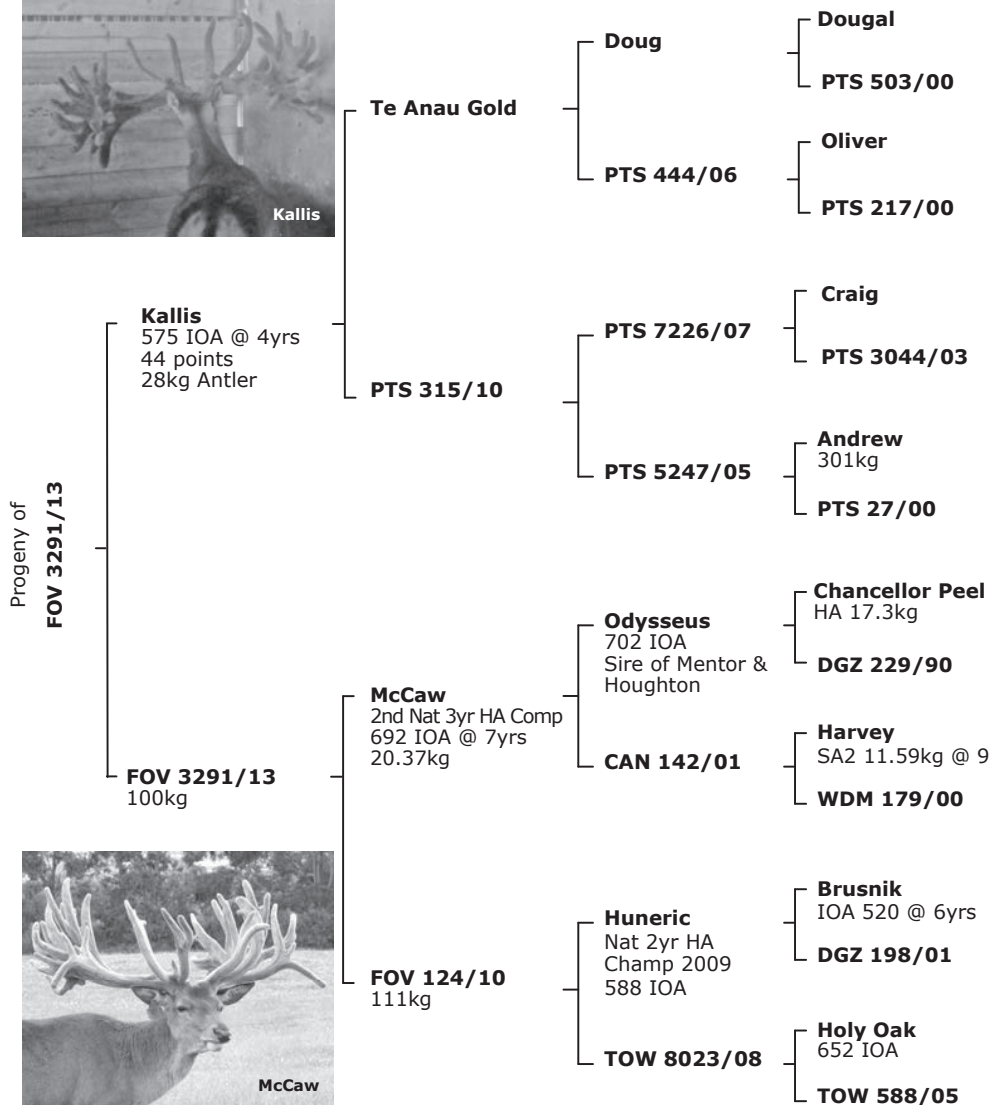 Kallis
Progeny of
FOV 3291/13
Kallis
575 IOA @ 4yrs
44 points
28kg Antler
FOV 3291/13
100kg
McCaw
Te Anau Gold
PTS 315/10
McCaw
2nd Nat 3yr HA Comp
692 IOA @ 7yrs
20.37kg
FOV 124/10
111kg
Doug
PTS 444/06
PTS 7226/07
PTS 5247/05
Odysseus
702 IOA
Sire of Mentor &
Houghton
CAN 142/01
Huneric
Nat 2yr HA
Champ 2009
588 IOA
TOW 8023/08
Dougal
PTS 503/00
Oliver
PTS 217/00
Craig
PTS 3044/03
Andrew
301kg
PTS 27/00
Chancellor Peel
HA 17.3kg
DGZ 229/90
Harvey
SA2 11.59kg @ 9
WDM 179/00
Brusnik
IOA 520 @ 6yrs
DGZ 198/01
Holy Oak
652 IOA
TOW 588/05